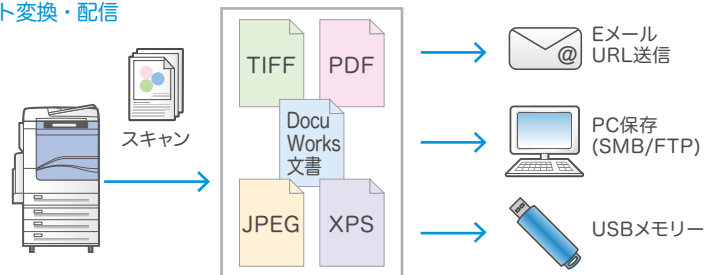 ト変換・配信
スキャン
TIFF
PDF
Docu
Works
文書
JPEG
XPS
@
Eメール
URL送信
PC保存
(SMB/FTP)
USBメモリー